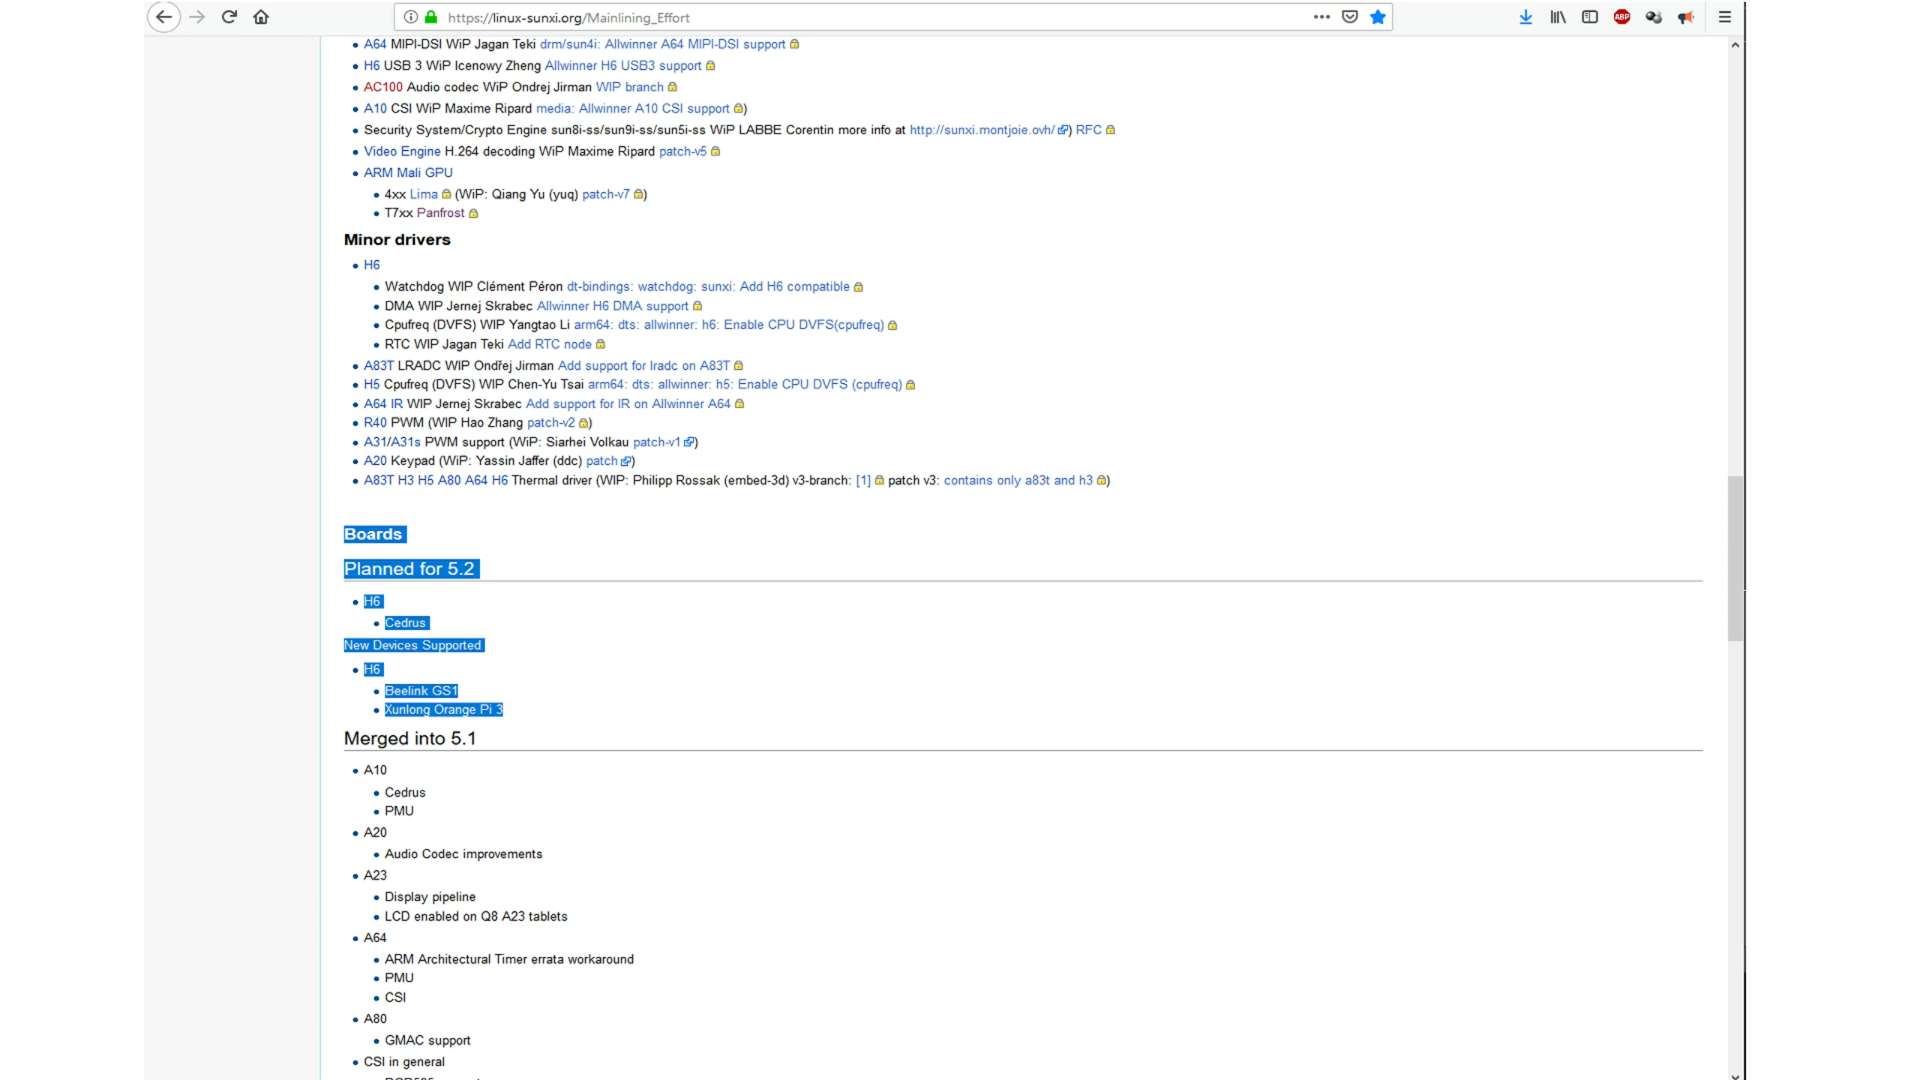 https://linux-sunxi.org/Mainlining_Effort
ABP
A64 MIPI-DSI WiP Jagan Teki drm/sun4i: Allwinner A64 MIPI-DSI support
H6 USB 3 WiP Icenowy Zheng Allwinner H6 USB3 support
AC100 Audio codec WiP Ondrej Jirman WIP branch
A10 CSI WiP Maxime Ripard media: Allwinner A10 CSI support )
Security System/Crypto Engine sun8i-ss/sun9i-ss/sun5i-ss WiP LABBE Corentin more info at http://sunxi.montjoie.ovh/ ) RFC
Video Engine H.264 decoding WiP Maxime Ripard patch-v5
ARM Mali GPU
4xx Lima (WiP: Qiang Yu (yuq) patch-v7 )
T7xx Panfrost
Minor drivers
H6
Watchdog WIP Clément Péron dt-bindings: watchdog: sunxi: Add H6 compatible
DMA WIP Jernej Skrabec Allwinner H6 DMA support
Cpufreq (DVFS) WIP Yangtao Li arm64: dts: allwinner: h6: Enable CPU DVFS(cpufreq)
RTC WIP Jagan Teki Add RTC node
A83T LRADC WIP Ondřej Jirman Add support for lradc on A83T
H5 Cpufreq (DVFS) WIP Chen-Yu Tsai arm64: dts: allwinner: h5: Enable CPU DVFS (cpufreq)
A64 IR WIP Jernej Skrabec Add support for IR on Allwinner A64
R40 PWM (WIP Hao Zhang patch-v2 )
A31/A31s PWM support (WiP: Siarhei Volkau patch-v1 )
A20 Keypad (WiP: Yassin Jaffer (ddc) patch )
A83T H3 H5 A80 A64 H6 Thermal driver (WIP: Philipp Rossak (embed-3d) v3-branch: [1] patch v3: contains only a83t and h3 )
Boards
Planned for 5.2
H6
Cedrus
New Devices Supported
H6
Beelink GS1
Xunlong Orange Pi 3
Merged into 5.1
A10
Cedrus
PMU
A20
Audio Codec improvements
A23
Display pipeline
LCD enabled on Q8 A23 tablets
A64
ARM Architectural Timer errata workaround
PMU
CSI
A80
GMAC support
CSI in general